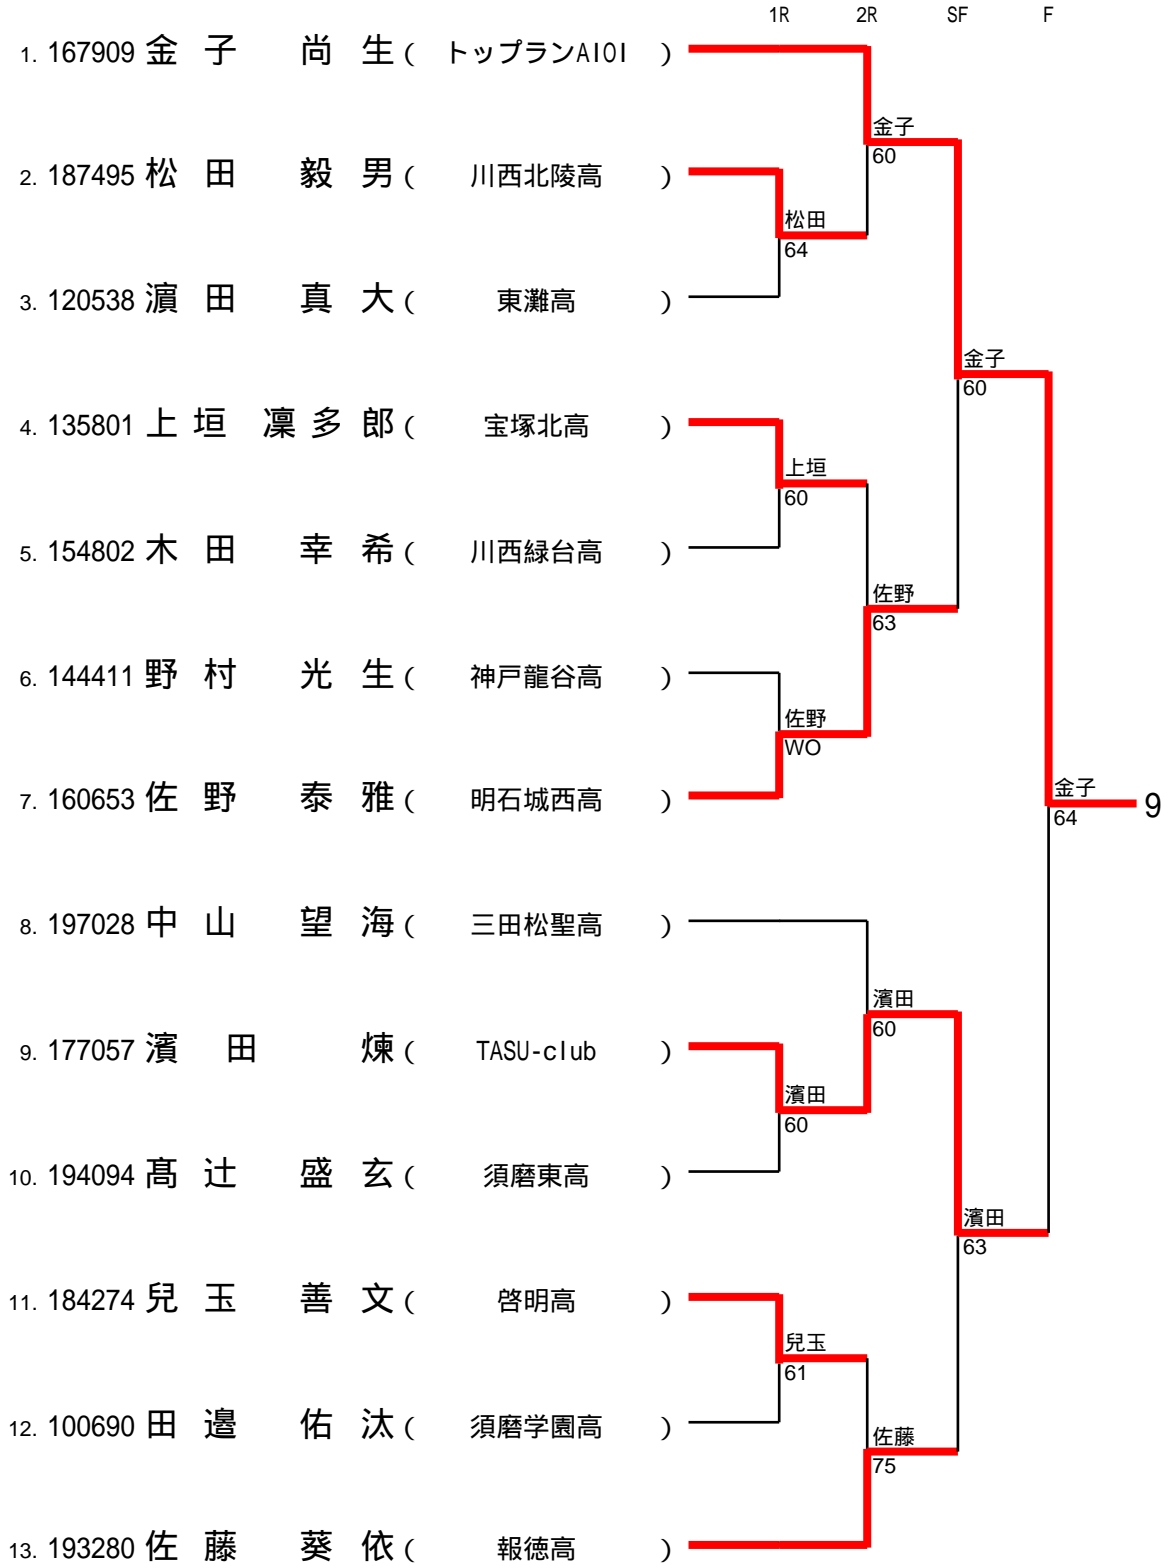 1R 2R SF F
1. 167909 金子 尚生 ( トップランAIOI )
金子
60
2. 187495 松田 毅男 ( 川西北陵高 )
松田
64
3. 120538 濵田 真大 ( 東灘高 )
金子
60
4. 135801 上垣 凜多郎 ( 宝塚北高 )
上垣
60
5. 154802 木田 幸希 ( 川西緑台高 )
佐野
63
6. 144411 野村 光生 ( 神戸龍谷高 )
佐野
WO
7. 160653 佐野 泰雅 ( 明石城西高 )
金子
64
9
8. 197028 中山 望海 ( 三田松聖高 )
濱田
60
9. 177057 濱田 煉 ( TASU-club )
濱田
60
10. 194094 髙辻 盛玄 ( 須磨東高 )
濱田
63
11. 184274 兒玉 善文 ( 啓明高 )
兒玉
61
12. 100690 田邉 佑汰 ( 須磨学園高 )
佐藤
75
13. 193280 佐藤 葵依 ( 報徳高 )